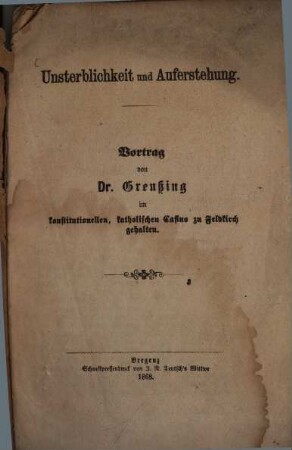 Unsterblichkeit und Auferstehung.
Vortrag
von
Dr. Greußing
im
konstitutionellen, katholischen Casino zu Feldkirch
gehalten.
Bregenz
Schnellpressendruck von J. N. Teutsch's Wittwe
1868.